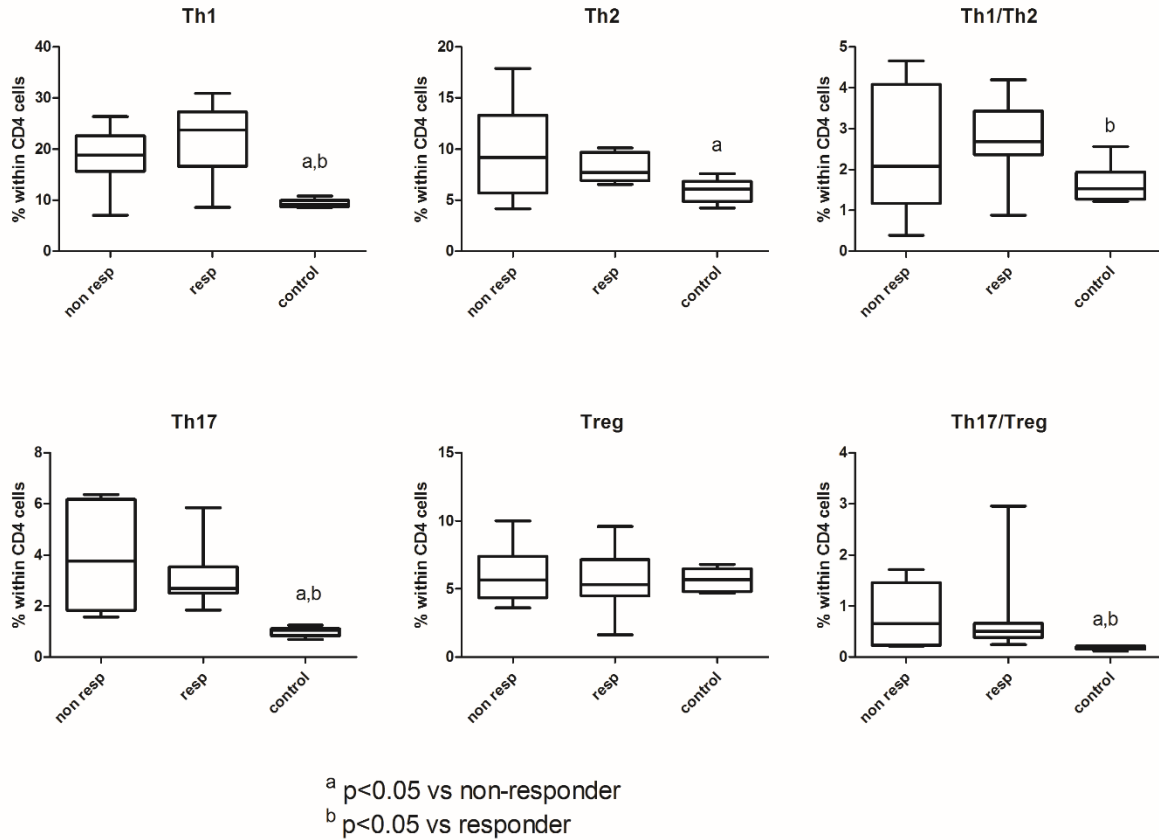 Th1
% within CD4 cells
40
30
20
10
0
a,b
non resp
resp
control
Th2
% within CD4 cells
20
15
10
5
0
a
non resp
resp
control
Th1/Th2
% within CD4 cells
5
4
3
2
1
0
b
non resp
resp
control
Th17
% within CD4 cells
8
6
4
2
0
a,b
non resp
resp
control
Treg
% within CD4 cells
15
10
5
0
non resp
resp
control
Th17/Treg
% within CD4 cells
4
3
2
1
0
a,b
non resp
resp
control
a p<0.05 vs non-responder
b p<0.05 vs responder